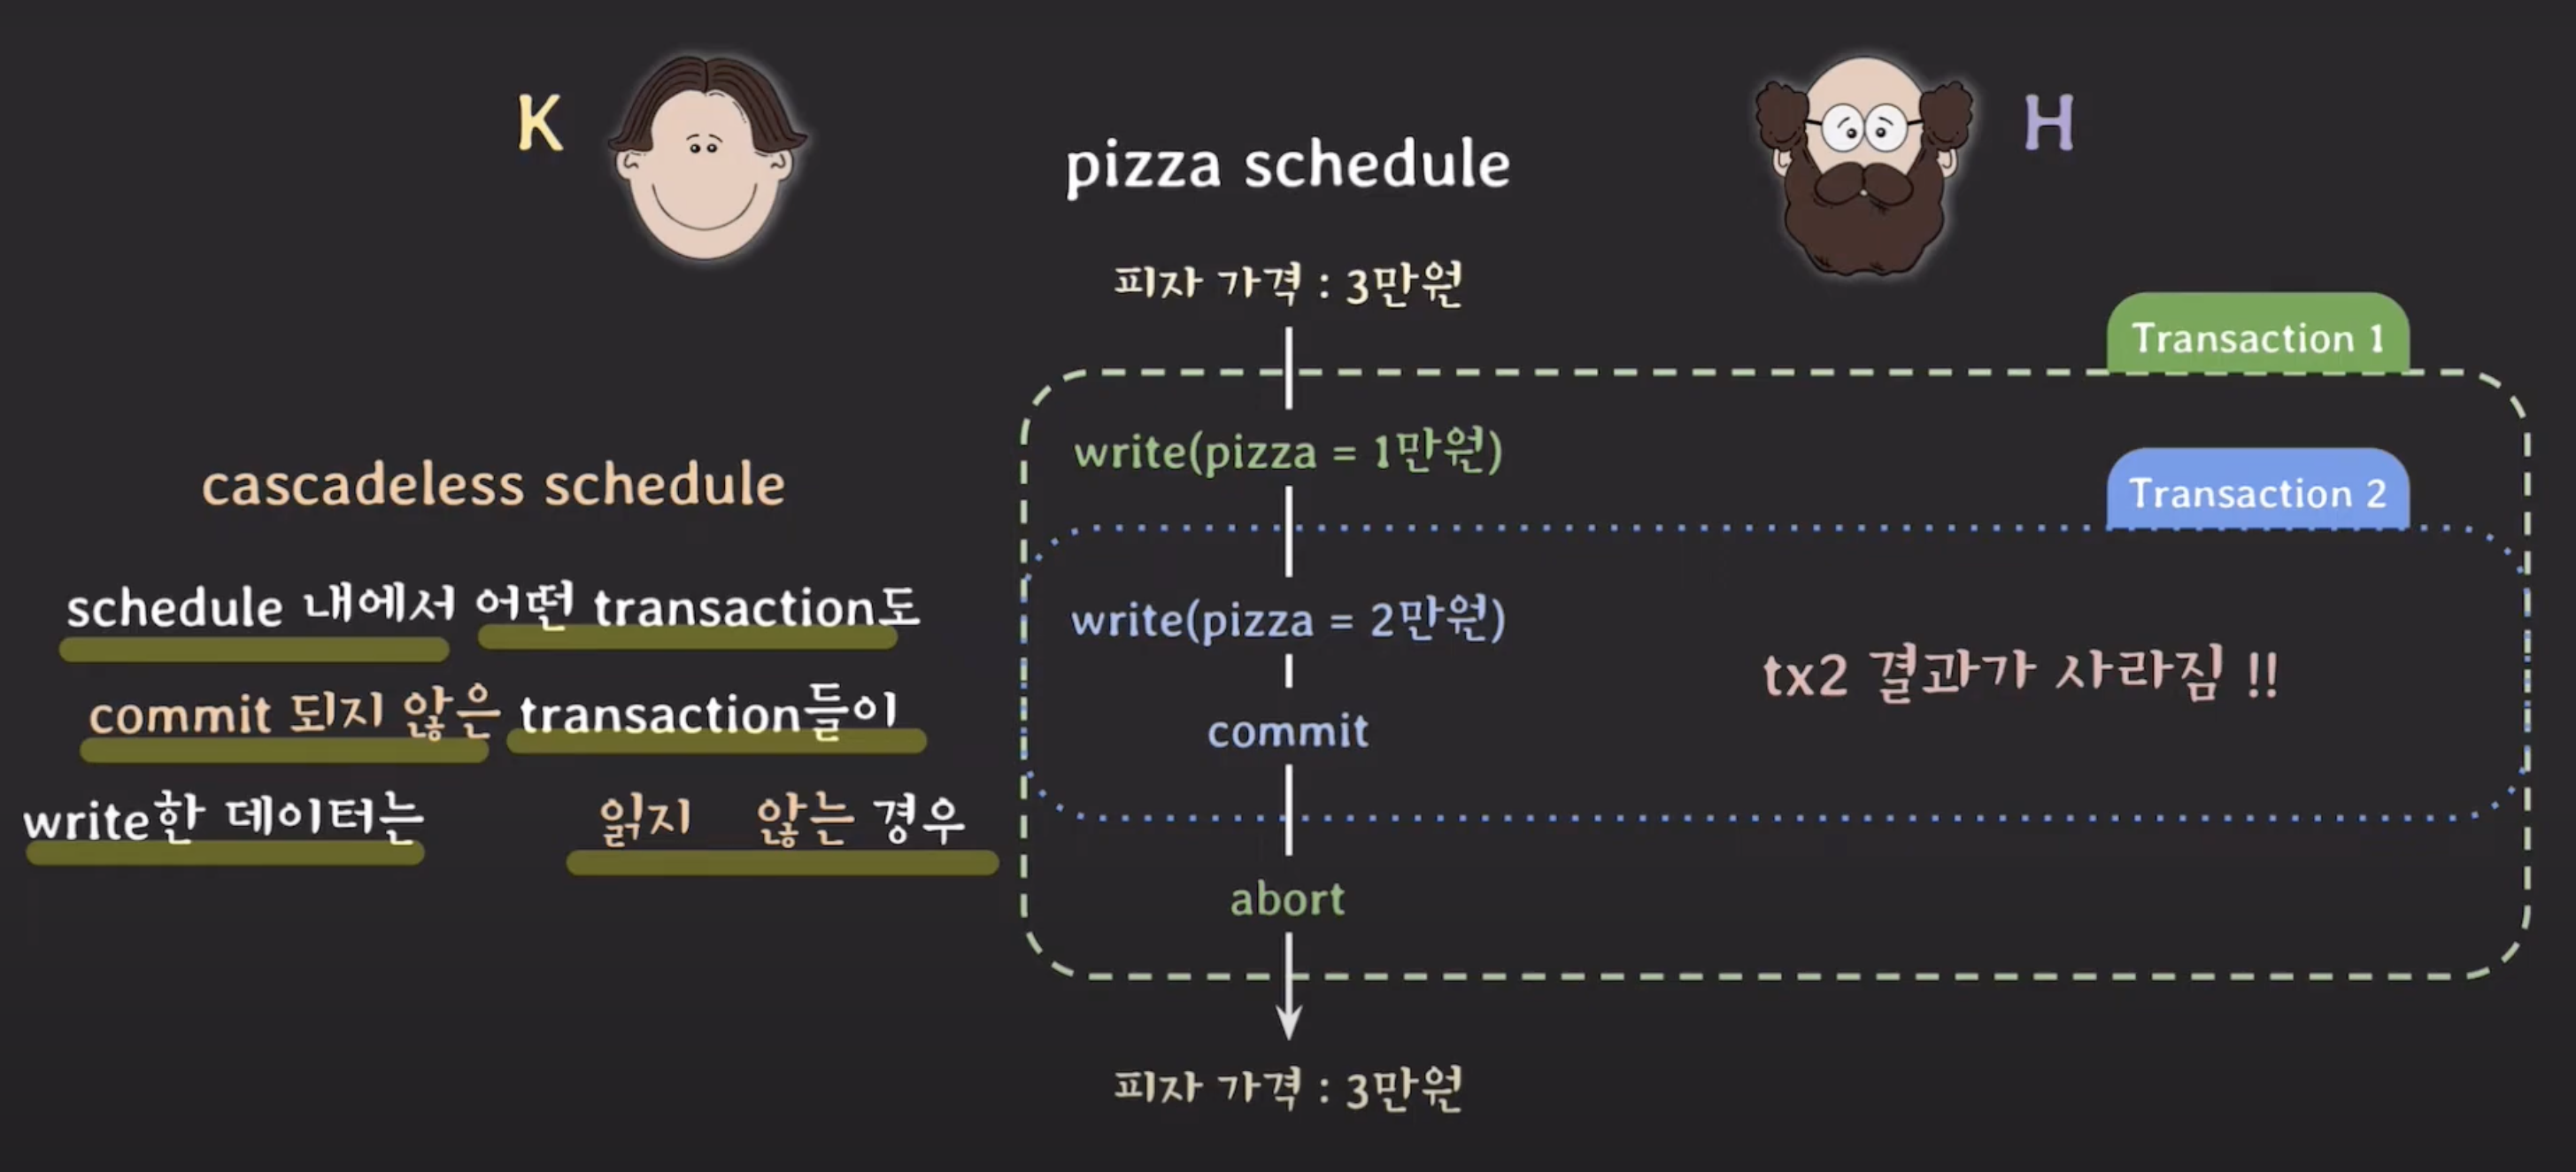 K
H
pizza schedule
피자 가격 : 3만원
Transaction 1
write(pizza = 1만원)
Transaction 2
cascadeless schedule
schedule 내에서 어떤 transaction도
commit 되지 않은 transaction들이
write한 데이터는 읽지 않는 경우
write(pizza = 2만원)
tx2 결과가 사라짐 !!
commit
abort
피자 가격 : 3만원